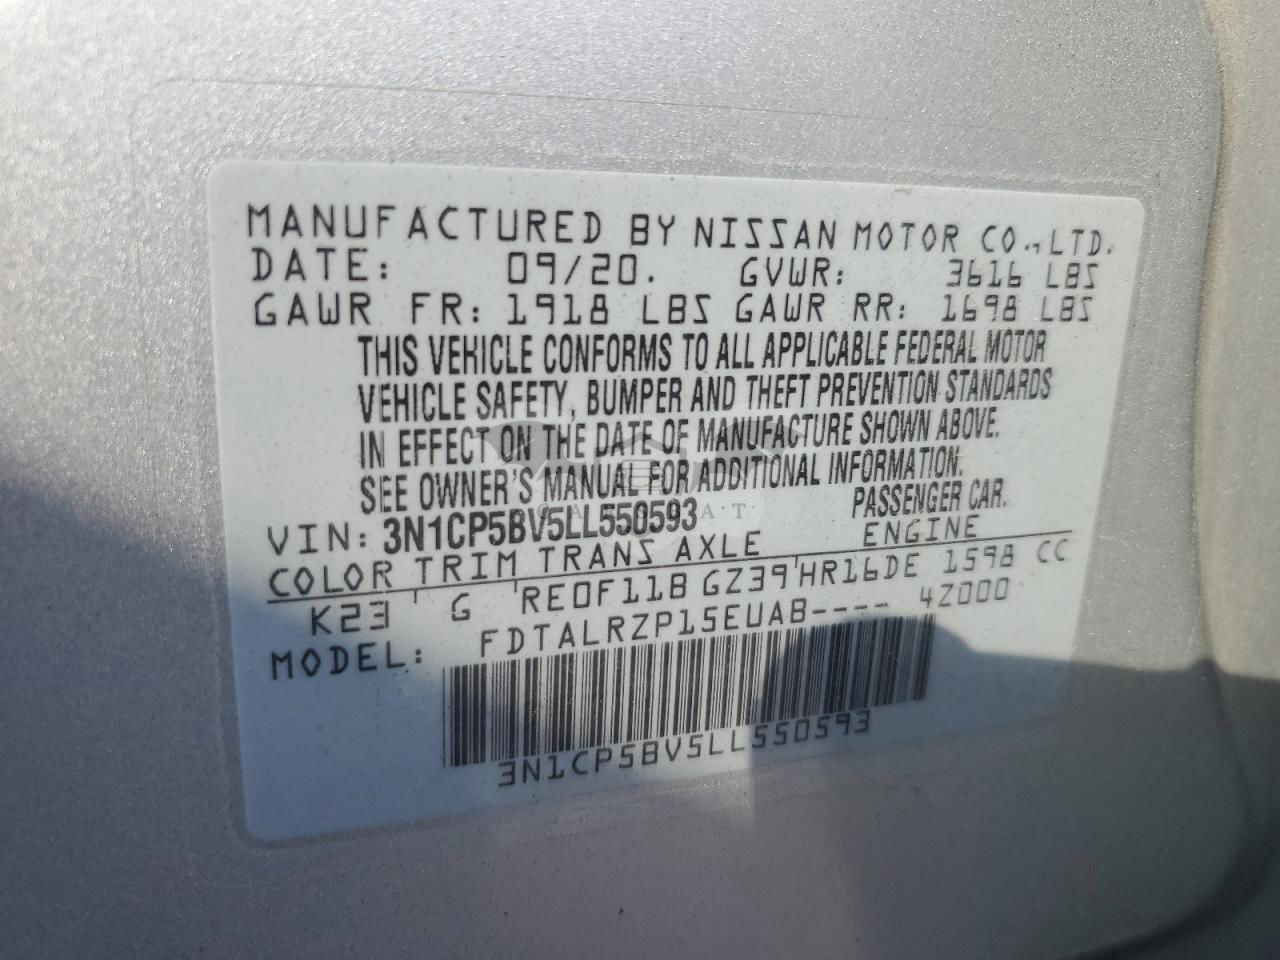 MANUFACTURED BY NISSAN MOTOR CO., LTD.
DATE: 09/20. GVWR: 3616 LBS
GAWR FR: 1918 LBS GAWR RR: 1698 LBS
THIS VEHICLE CONFORMS TO ALL APPLICABLE FEDERAL MOTOR
VEHICLE SAFETY, BUMPER AND THEFT PREVENTION STANDARDS
IN EFFECT ON THE DATE OF MANUFACTURE SHOWN ABOVE.
SEE OWNER'S MANUAL FOR ADDITIONAL INFORMATION.
VIN: 3N1CP5BV5LL550593 PASSENGER CAR.
COLOR TRIM TRANS AXLE ENGINE
K23 G RE0F11B GZ39 HR16DE 1598 CC
MODEL: FDTALRZP15EUAB---- 4Z000
3N1CP5BV5LL550593